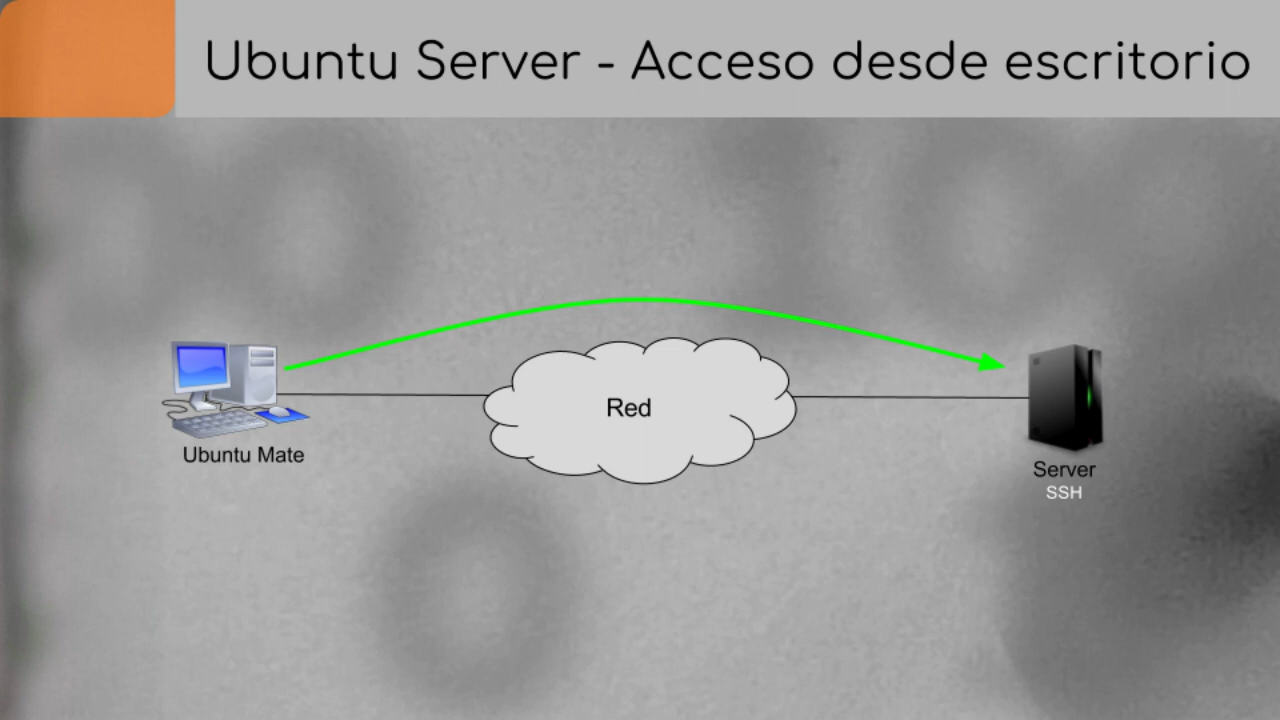 Ubuntu Server - Acceso desde escritorio
Red
Ubuntu Mate
Server
SSH